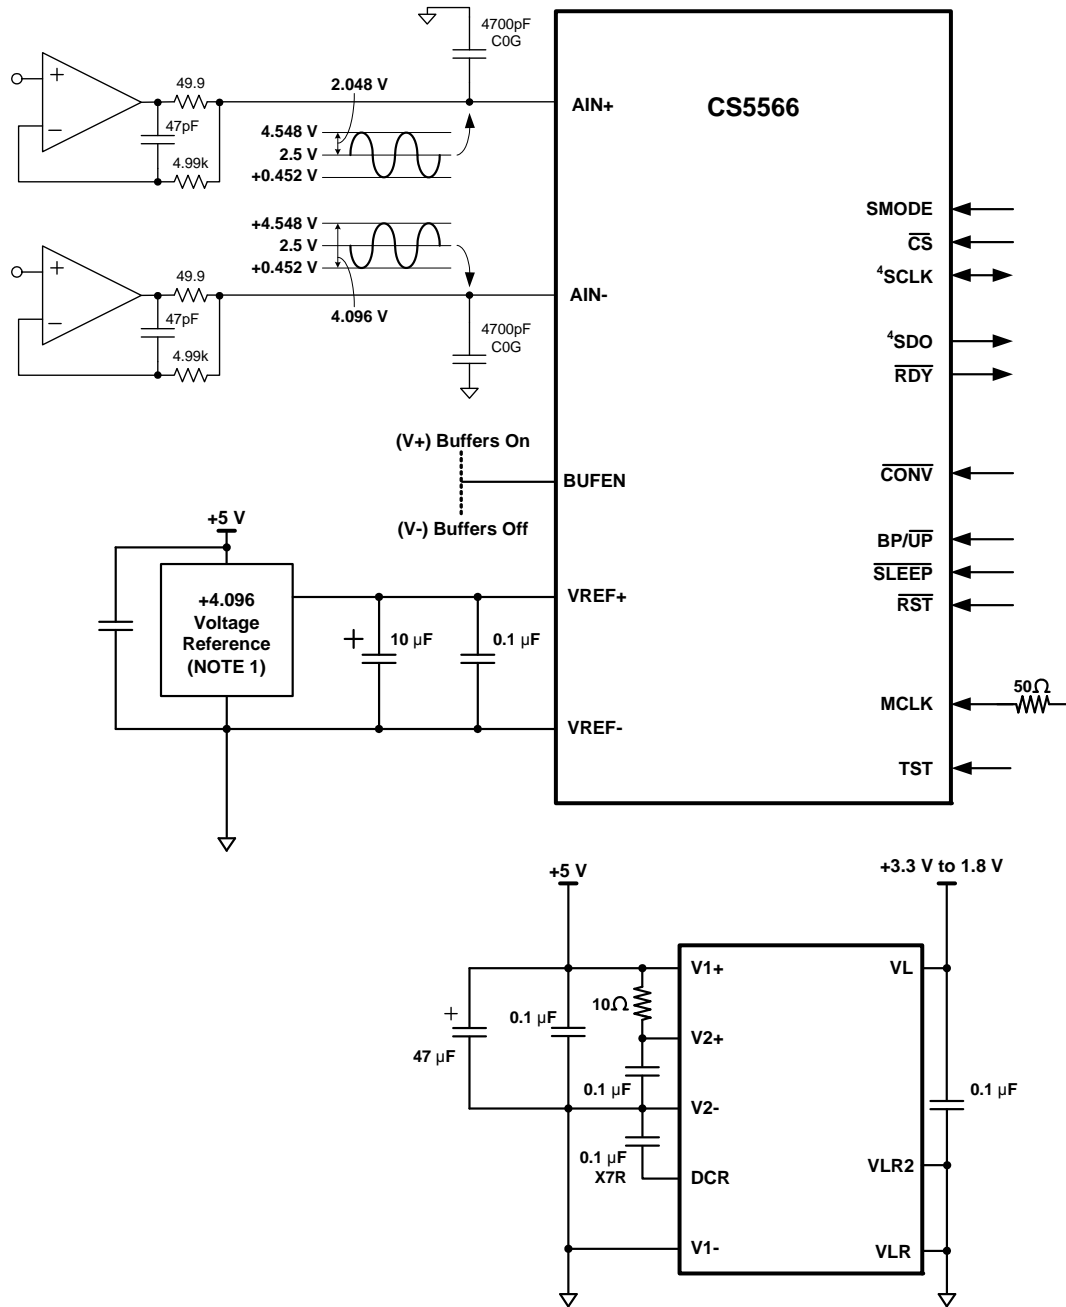 4700pF
C0G
49.9
47pF
4.99k
2.048 V
4.548 V
2.5 V
+0.452 V
AIN+
CS5566
+4.548 V
2.5 V
+0.452 V
4.096 V
49.9
47pF
4.99k
4700pF
C0G
AIN-
SMODE
CS
4SCLK
4SDO
RDY
(V+) Buffers On
BUFEN
(V-) Buffers Off
CONV
BP/UP
SLEEP
RST
+5 V
+4.096
Voltage
Reference
(NOTE 1)
+
10 µF
0.1 µF
VREF+
VREF-
50Ω
MCLK
TST
+5 V
+3.3 V to 1.8 V
V1+
VL
10Ω
+
47 µF
0.1 µF
V2+
0.1 µF
V2-
0.1 µF
X7R
DCR
V1-
0.1 µF
VLR2
VLR